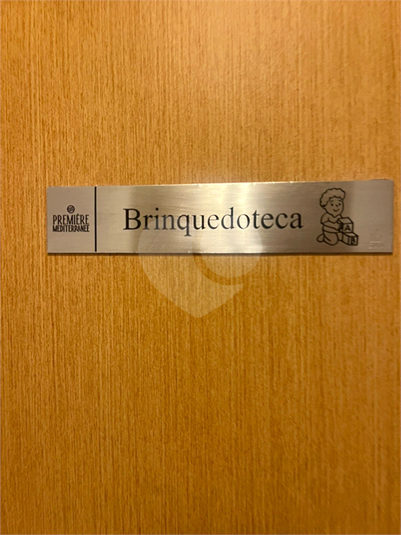 PREMIÈRE
MEDITERRANÉE
Brinquedoteca
A
B